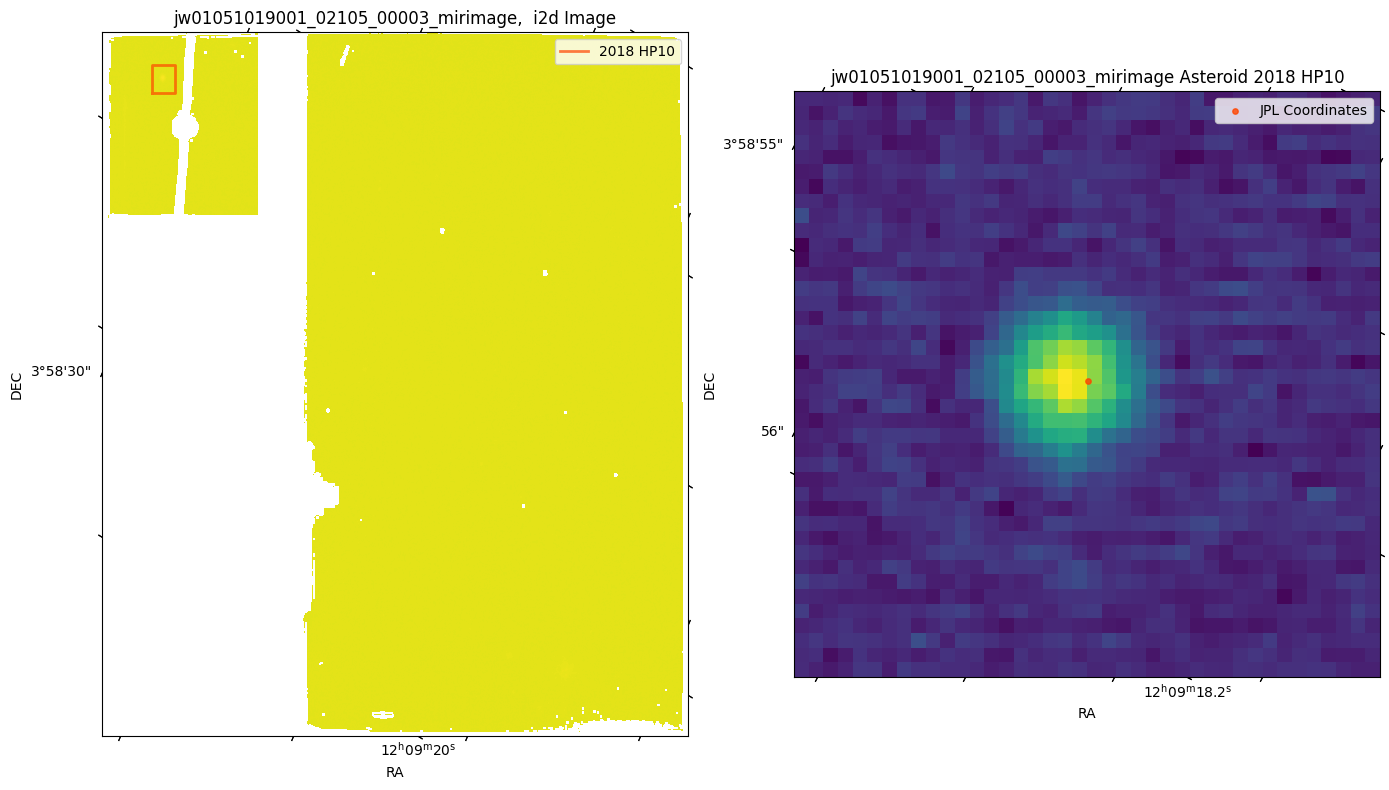 jw01051019001_02105_00003_mirimage,  i2d Image
2018 HP10
DEC
3°58'30"
12ʰ09ᵐ20ˢ
RA
jw01051019001_02105_00003_mirimage Asteroid 2018 HP10
JPL Coordinates
3°58'55"
DEC
56"
12ʰ09ᵐ18.2ˢ
RA